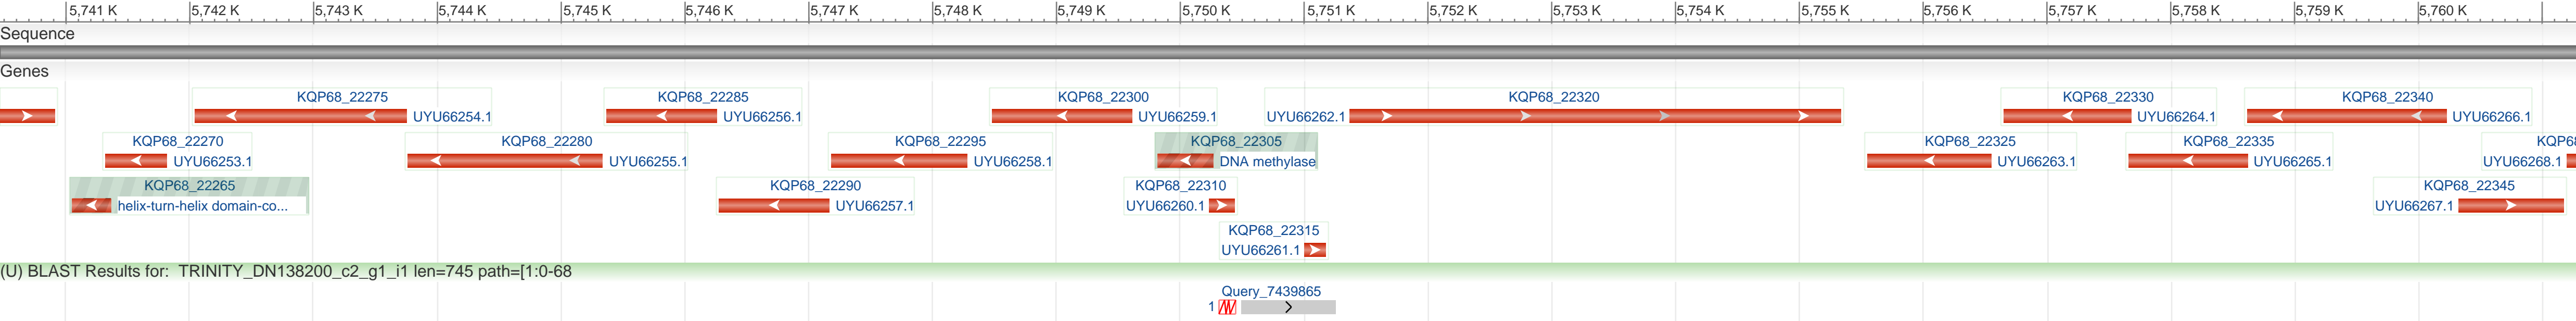 5,741 K 5,742 K 5,743 K 5,744 K 5,745 K 5,746 K 5,747 K 5,748 K 5,749 K 5,750 K 5,751 K 5,752 K 5,753 K 5,754 K 5,755 K 5,756 K 5,757 K 5,758 K 5,759 K 5,760 K
Sequence
Genes
KQP68_22275 KQP68_22285 KQP68_22300 KQP68_22320 KQP68_22330 KQP68_22340
UYU66254.1 UYU66256.1 UYU66259.1 UYU66262.1 UYU66264.1 UYU66266.1
KQP68_22270 KQP68_22280 KQP68_22295 KQP68_22305 KQP68_22325 KQP68_22335 KQP6
UYU66253.1 UYU66255.1 UYU66258.1 DNA methylase UYU66263.1 UYU66265.1 UYU66268.1
KQP68_22265 KQP68_22290 KQP68_22310 KQP68_22345
helix-turn-helix domain-co... UYU66257.1 UYU66260.1 UYU66267.1
KQP68_22315
UYU66261.1
(U) BLAST Results for: TRINITY_DN138200_c2_g1_i1 len=745 path=[1:0-68
Query_7439865
1